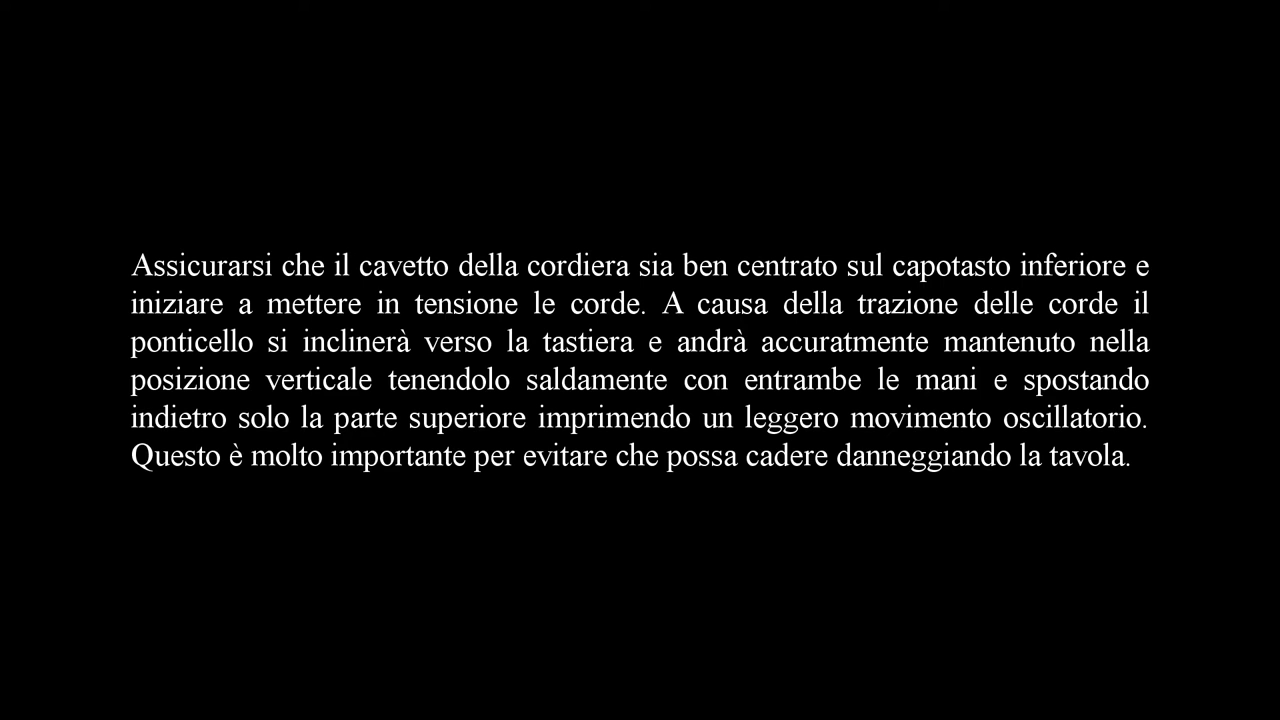 Assicurarsi che il cavetto della cordiera sia ben centrato sul capotasto inferiore e
iniziare a mettere in tensione le corde. A causa della trazione delle corde il
ponticello si inclinerà verso la tastiera e andrà accuratmente mantenuto nella
posizione verticale tenendolo saldamente con entrambe le mani e spostando
indietro solo la parte superiore imprimendo un leggero movimento oscillatorio.
Questo è molto importante per evitare che possa cadere danneggiando la tavola.